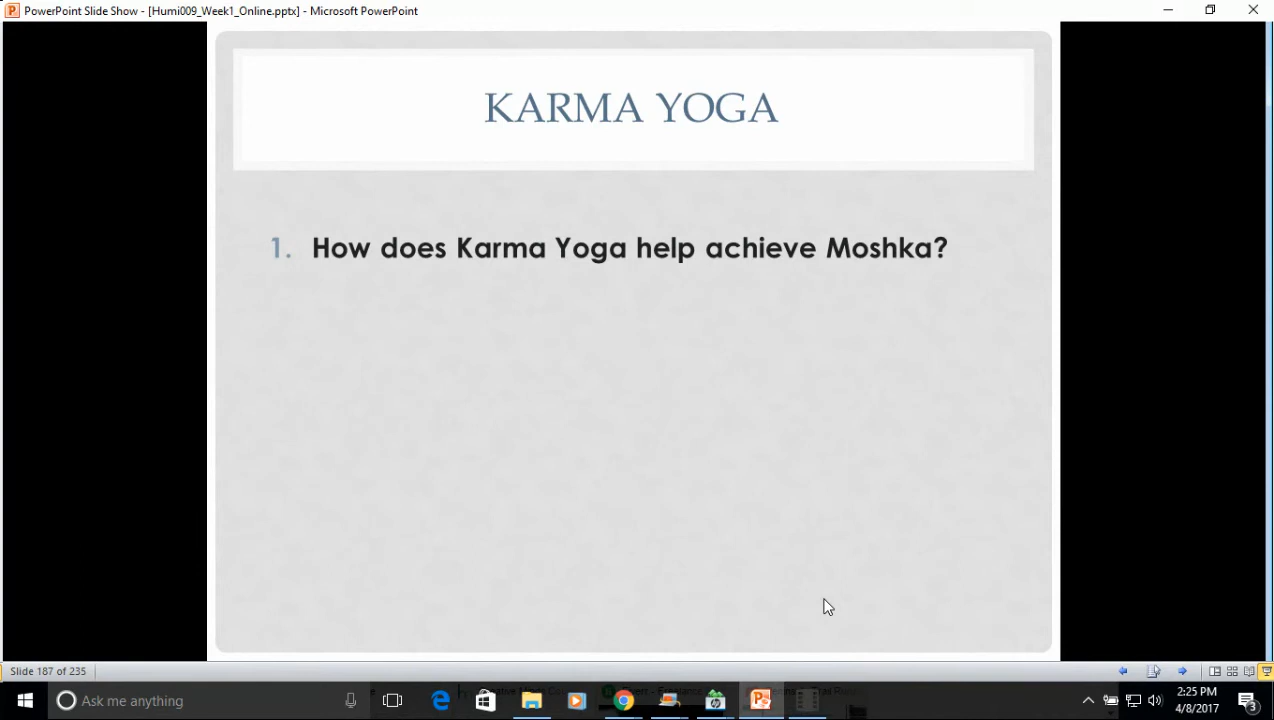 PowerPoint Slide Show - [Humi009_Week1_Online.pptx] - Microsoft PowerPoint
KARMA YOGA
1. How does Karma Yoga help achieve Moshka?
Slide 187 of 235
Ask me anything
2:25 PM
4/8/2017
3